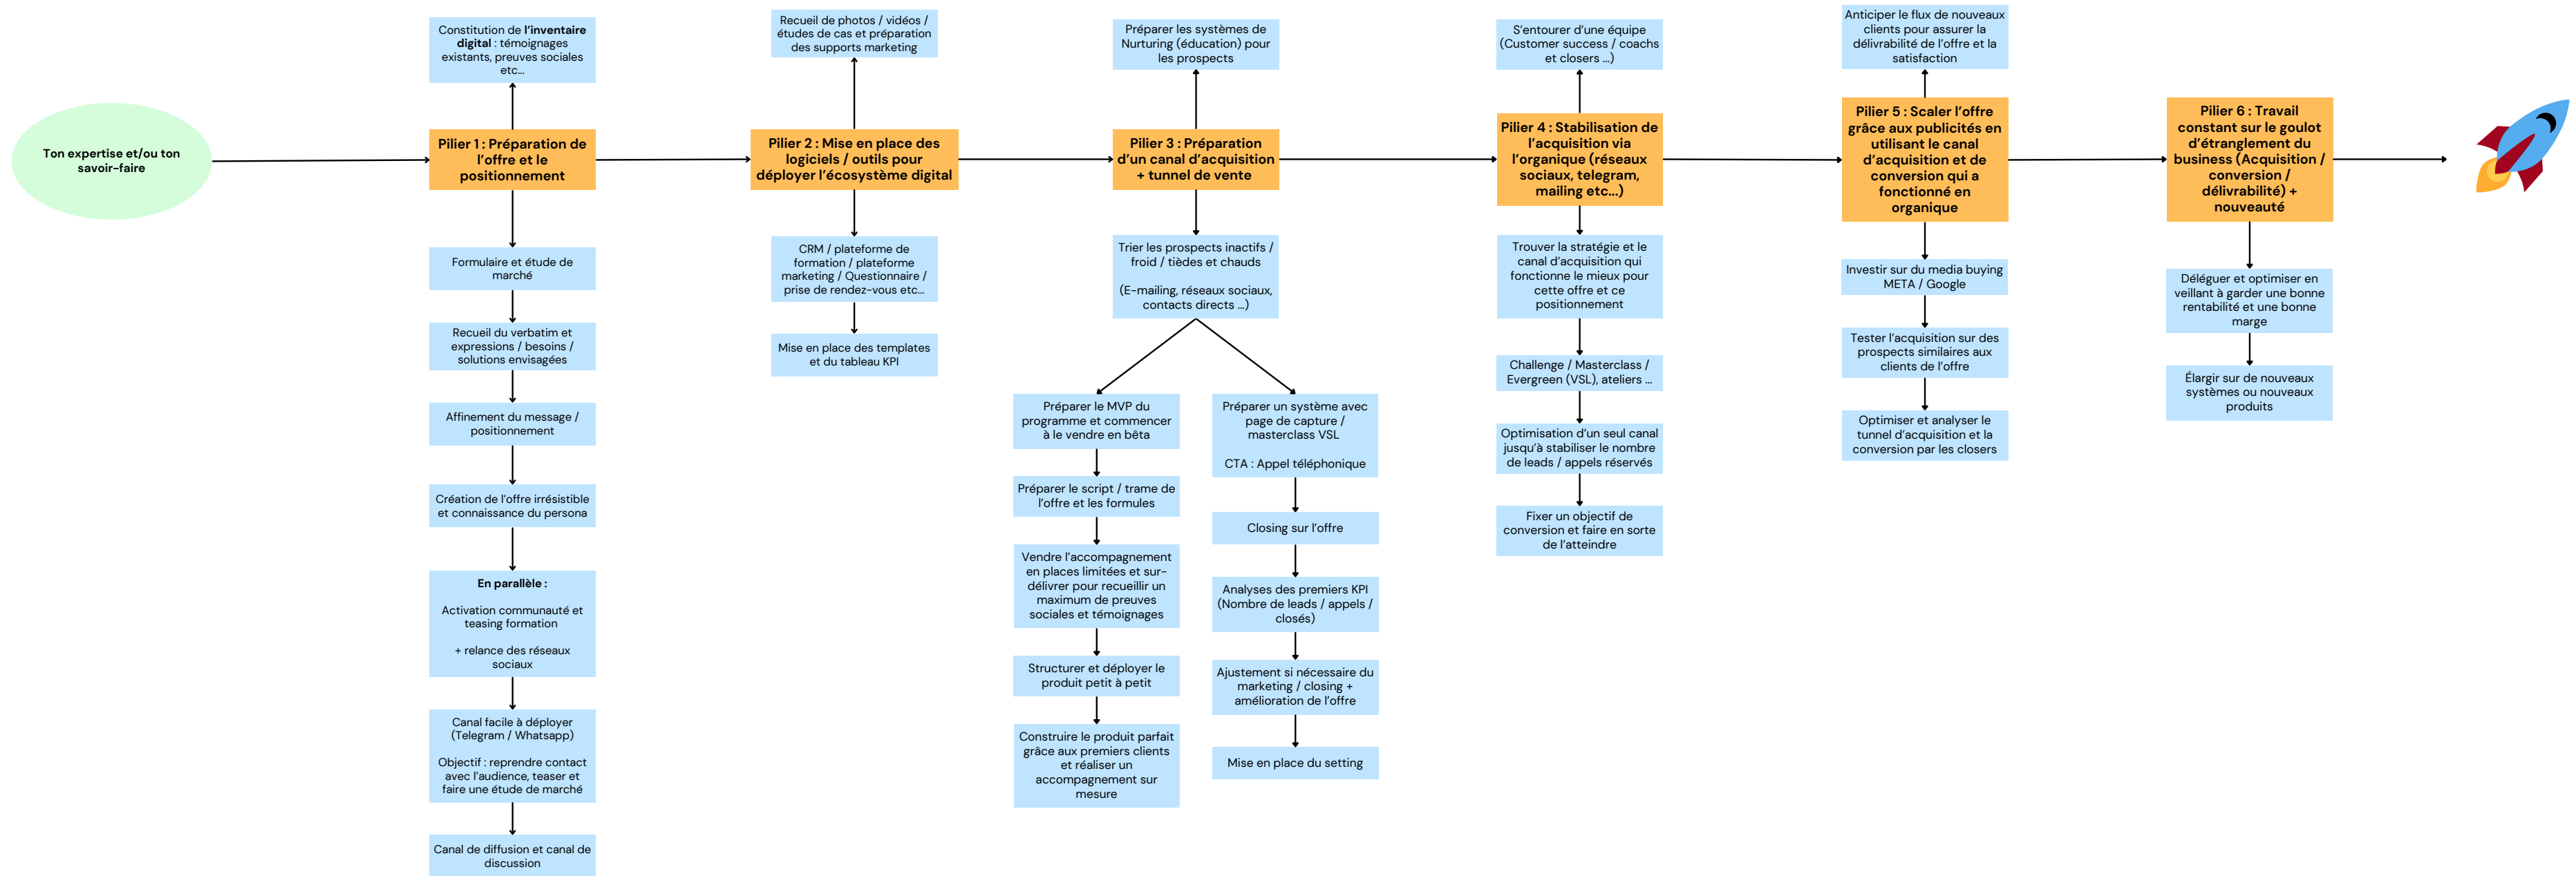 Ton expertise et/ou ton
savoir-faire
Constitution de l'inventaire
digital : témoignages
existants, preuves sociales
etc...
Pilier 1 : Préparation de
l'offre et le
positionnement
Formulaire et étude de
marché
Recueil du verbatim et
expressions / besoins /
solutions envisagées
Affinement du message /
positionnement
Création de l'offre irrésistible
et connaissance du persona
En parallèle :
Activation communauté et
teasing formation
+ relance des réseaux
sociaux
Canal facile à déployer
(Telegram / Whatsapp)
Objectif : reprendre contact
avec l'audience, teaser et
faire une étude de marché
Canal de diffusion et canal de
discussion
Recueil de photos / vidéos /
études de cas et préparation
des supports marketing
Pilier 2 : Mise en place des
logiciels / outils pour
déployer l'écosystème digital
CRM / plateforme de
formation / plateforme
marketing / Questionnaire /
prise de rendez-vous etc...
Mise en place des templates
et du tableau KPI
Préparer les systèmes de
Nurturing (éducation) pour
les prospects
Pilier 3 : Préparation
d'un canal d'acquisition
+ tunnel de vente
Trier les prospects inactifs /
froid / tièdes et chauds
(E-mailing, réseaux sociaux,
contacts directs ...)
Préparer le MVP du
programme et commencer
à le vendre en bêta
Préparer le script / trame de
l'offre et les formules
Vendre l'accompagnement
en places limitées et sur-
délivrer pour recueillir un
maximum de preuves
sociales et témoignages
Structurer et déployer le
produit petit à petit
Construire le produit parfait
grâce aux premiers clients
et réaliser un
accompagnement sur
mesure
Préparer un système avec
page de capture /
masterclass VSL
CTA : Appel téléphonique
Closing sur l'offre
Analyses des premiers KPI
(Nombre de leads / appels /
closés)
Ajustement si nécessaire du
marketing / closing +
amélioration de l'offre
Mise en place du setting
S'entourer d'une équipe
(Customer success / coachs
et closers ...)
Pilier 4 : Stabilisation de
l'acquisition via
l'organique (réseaux
sociaux, telegram,
mailing etc...)
Trouver la stratégie et le
canal d'acquisition qui
fonctionne le mieux pour
cette offre et ce
positionnement
Challenge / Masterclass /
Evergreen (VSL), ateliers ...
Optimisation d'un seul canal
jusqu'à stabiliser le nombre
de leads / appels réservés
Fixer un objectif de
conversion et faire en sorte
de l'atteindre
Anticiper le flux de nouveaux
clients pour assurer la
délivrabilité de l'offre et la
satisfaction
Pilier 5 : Scaler l'offre
grâce aux publicités en
utilisant le canal
d'acquisition et de
conversion qui a
fonctionné en
organique
Investir sur du media buying
META / Google
Tester l'acquisition sur des
prospects similaires aux
clients de l'offre
Optimiser et analyser le
tunnel d'acquisition et la
conversion par les closers
Pilier 6 : Travail
constant sur le goulot
d'étranglement du
business (Acquisition /
conversion /
délivrabilité) +
nouveauté
Déléguer et optimiser en
veillant à garder une bonne
rentabilité et une bonne
marge
Élargir sur de nouveaux
systèmes ou nouveaux
produits